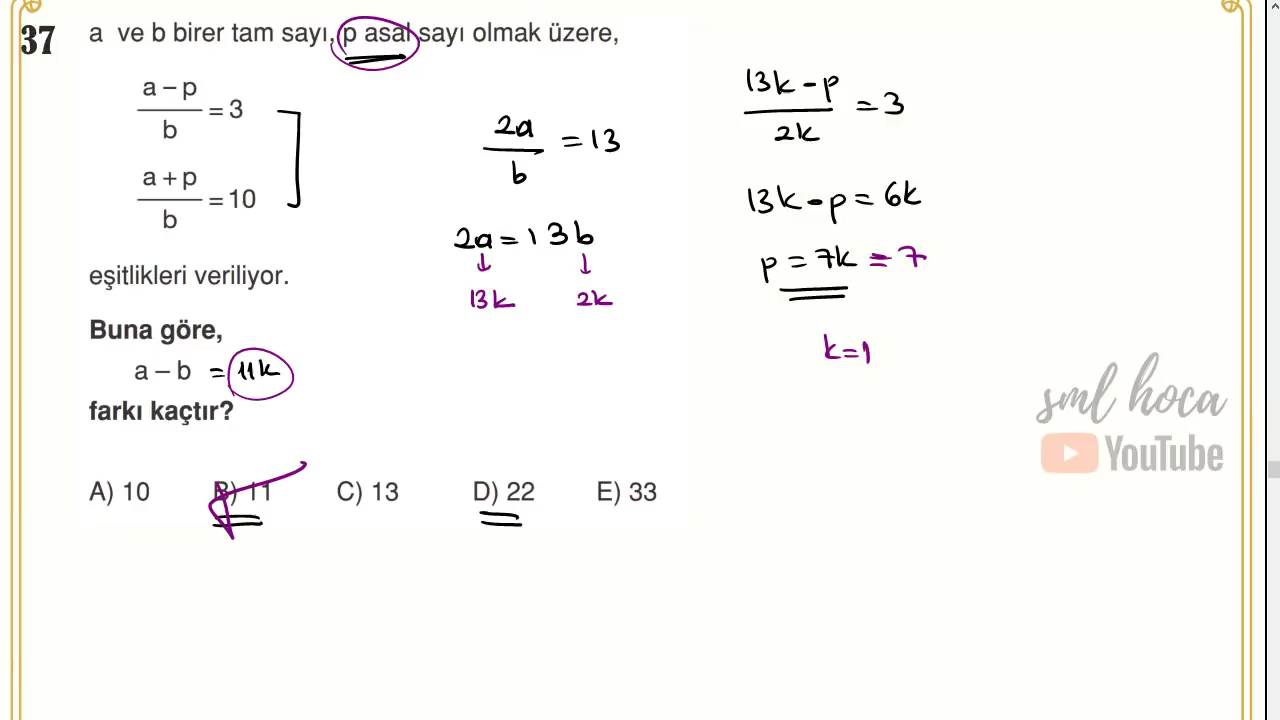 37
a ve b birer tam sayı, p asal sayı olmak üzere,
a – p
b
= 3
a + p
b
= 10
eşitlikleri veriliyor.
Buna göre,
a – b = 11k
farkı kaçtır?
A) 10 B) 11 C) 13 D) 22 E) 33
2a
b
= 13
2a = 13b
↓ ↓
13k 2k
13k - p
2k
= 3
13k - p = 6k
p = 7k = 7
k = 1
sml hoca
YouTube